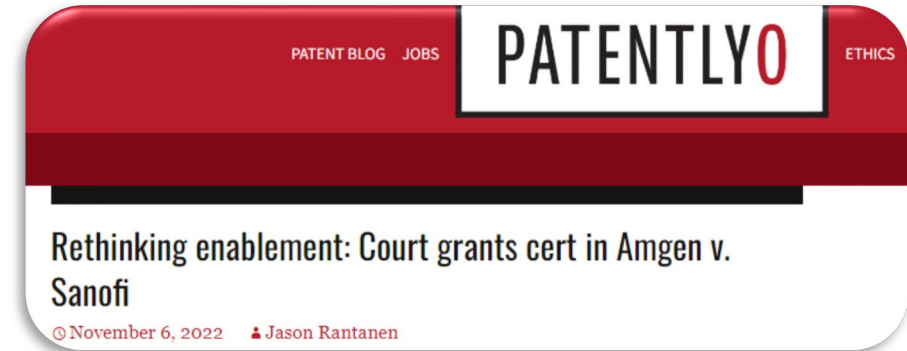 PATENT BLOG JOBS PATENTLYO ETHICS
Rethinking enablement: Court grants cert in Amgen v.
Sanofi
November 6, 2022 Jason Rantanen